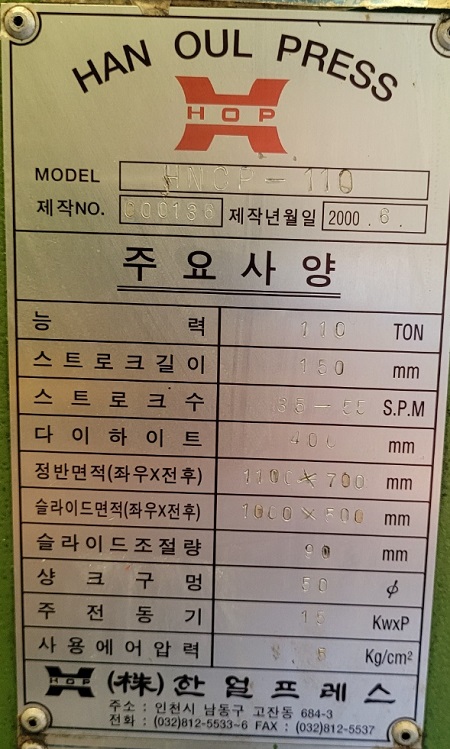 HAN OUL PRESS
HOP
MODEL HNCP-110
제작NO. 제작년월일 2000.6.
주요사양
능력 110 TON
스트로크길이 150 mm
스트로크수 35-55 S.P.M
다이하이트 400 mm
정반면적(좌우X전후) 1100×700 mm
슬라이드면적(좌우X전후) 1000×500 mm
슬라이드조절량 90 mm
샹크구멍 50 ϕ
주전동기 15 KwxP
사용에어압력 5 Kg/cm²
HOP (株)한얼프레스
주소 : 인천시 남동구 고잔동 684-3
전화 : (032)812-5533~6 FAX : (032)812-5537